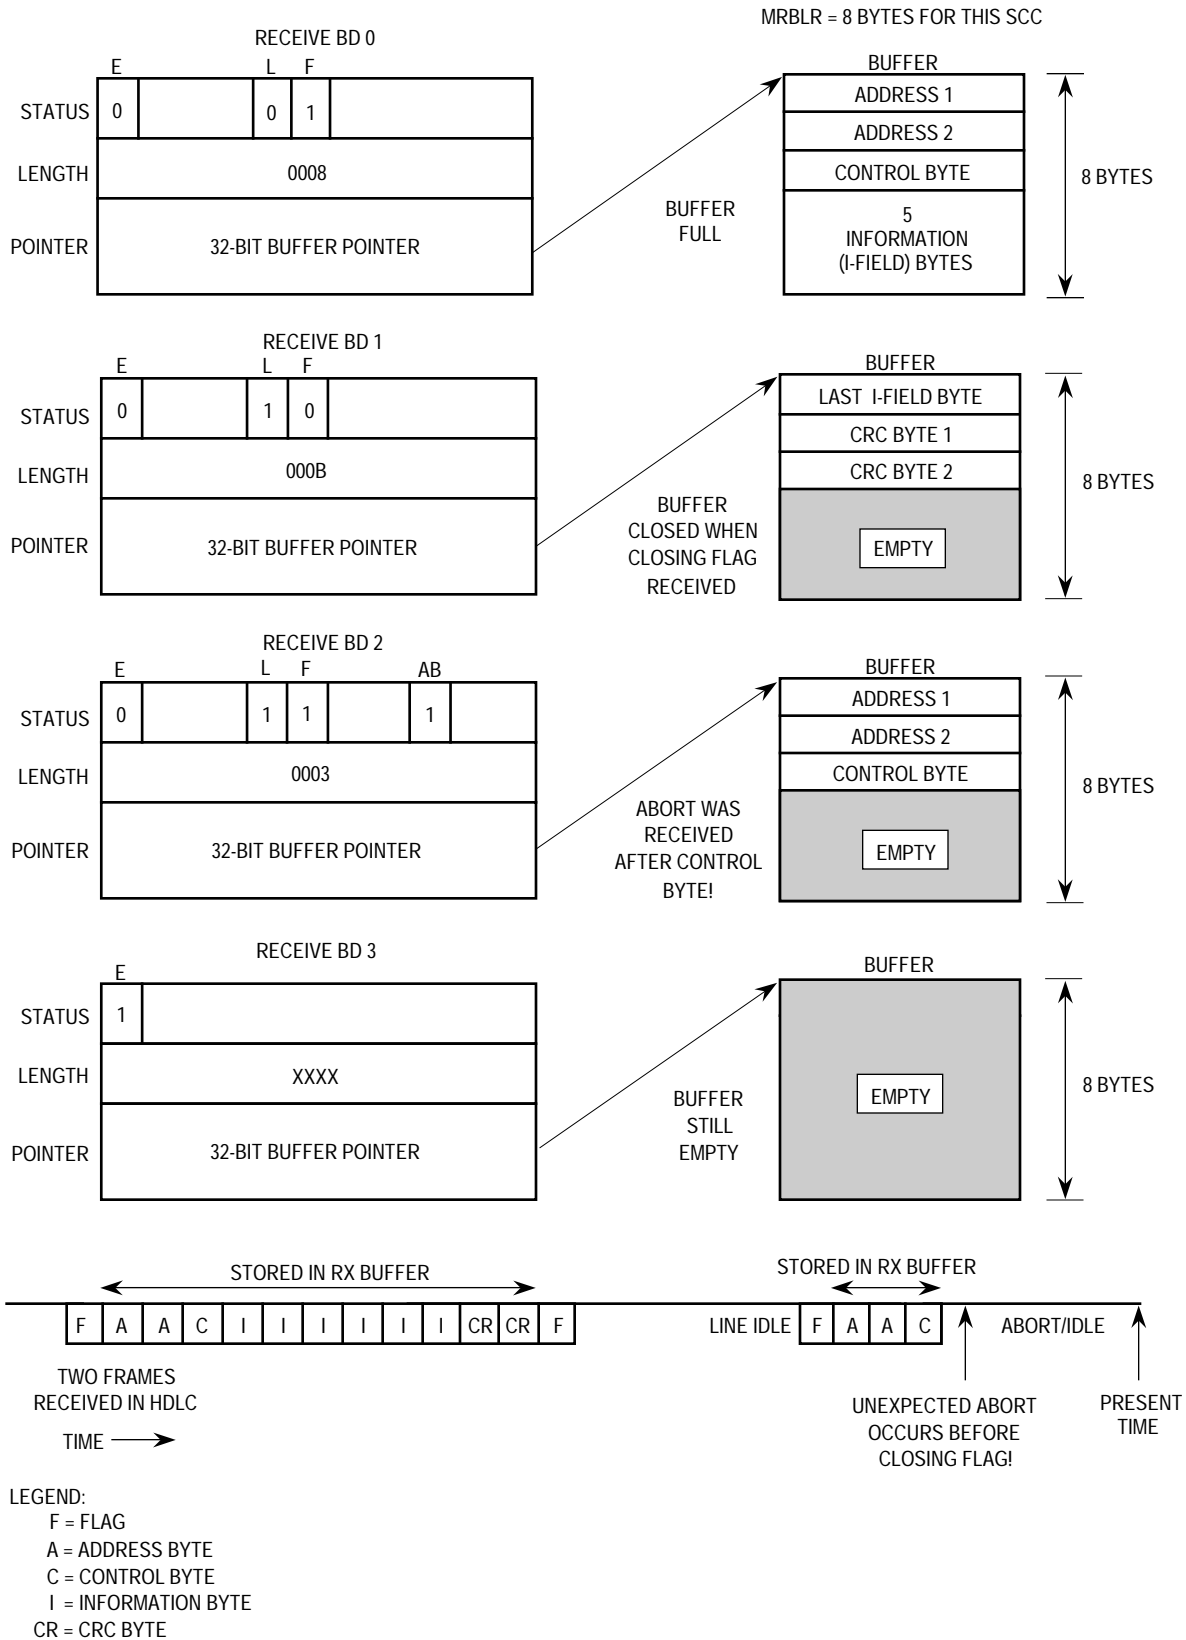 MRBLR = 8 BYTES FOR THIS SCC
RECEIVE BD 0
E L F
STATUS 0 0 1
LENGTH 0008
POINTER 32-BIT BUFFER POINTER
BUFFER
FULL
BUFFER
ADDRESS 1
ADDRESS 2
CONTROL BYTE
5
INFORMATION
(I-FIELD) BYTES
8 BYTES
RECEIVE BD 1
E L F
STATUS 0 1 0
LENGTH 000B
POINTER 32-BIT BUFFER POINTER
BUFFER
CLOSED WHEN
CLOSING FLAG
RECEIVED
BUFFER
LAST I-FIELD BYTE
CRC BYTE 1
CRC BYTE 2
EMPTY
8 BYTES
RECEIVE BD 2
E L F AB
STATUS 0 1 1 1
LENGTH 0003
POINTER 32-BIT BUFFER POINTER
ABORT WAS
RECEIVED
AFTER CONTROL
BYTE!
BUFFER
ADDRESS 1
ADDRESS 2
CONTROL BYTE
EMPTY
8 BYTES
RECEIVE BD 3
E
STATUS 1
LENGTH XXXX
POINTER 32-BIT BUFFER POINTER
BUFFER
STILL
EMPTY
BUFFER
EMPTY
8 BYTES
STORED IN RX BUFFER
STORED IN RX BUFFER
F A A C I I I I I I CR CR F
LINE IDLE F A A C ABORT/IDLE
TWO FRAMES
RECEIVED IN HDLC
TIME
UNEXPECTED ABORT
OCCURS BEFORE
CLOSING FLAG!
PRESENT
TIME
LEGEND:
F = FLAG
A = ADDRESS BYTE
C = CONTROL BYTE
I = INFORMATION BYTE
CR = CRC BYTE